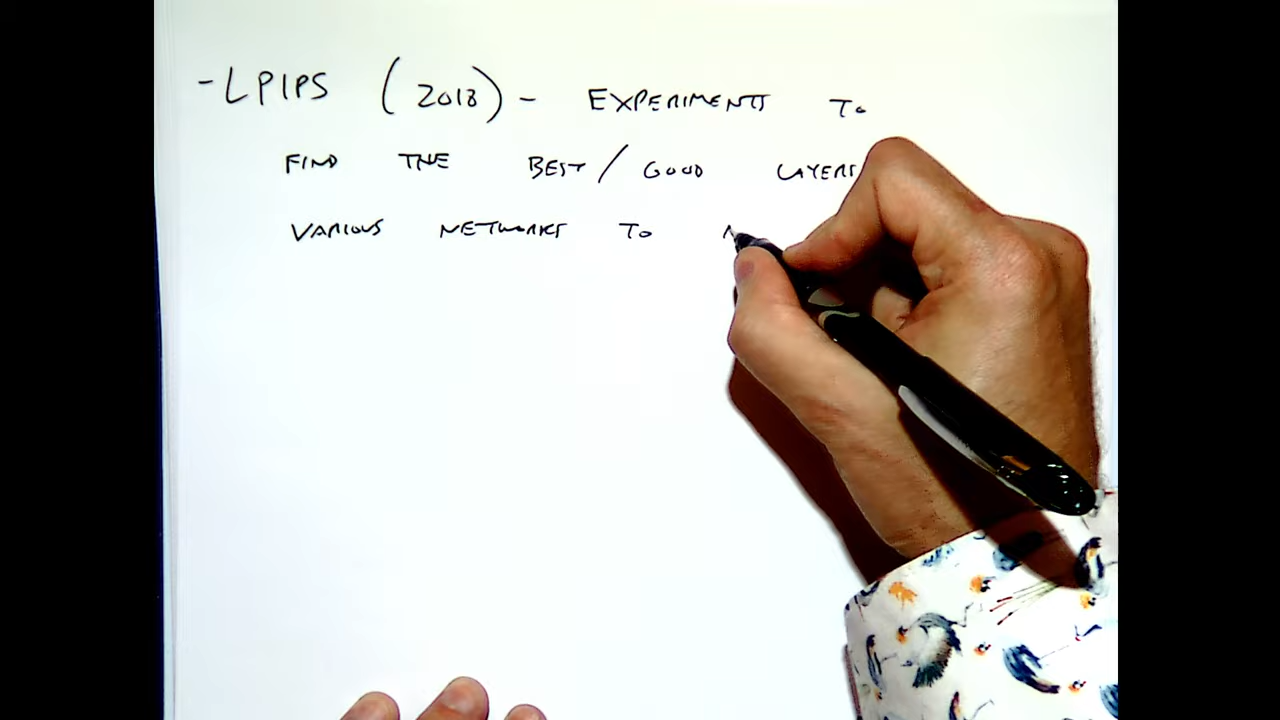 - LPIPS (2018) - EXPERIMENTS TO
FIND THE BEST/GOOD LAYERS
VARIOUS NETWORKS TO